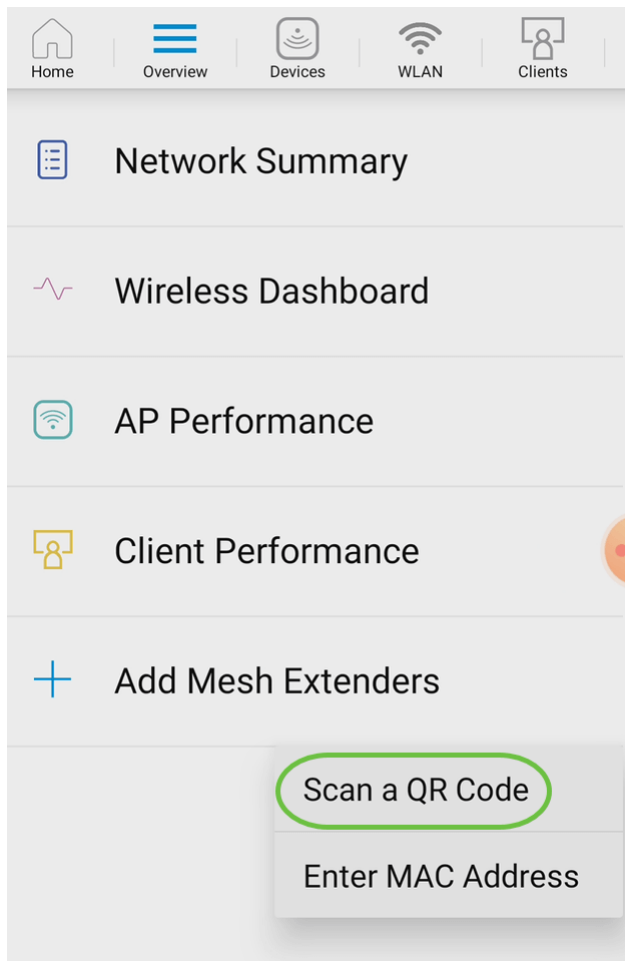 Home
Overview
Devices
WLAN
Clients
Network Summary
Wireless Dashboard
AP Performance
Client Performance
Add Mesh Extenders
Scan a QR Code
Enter MAC Address